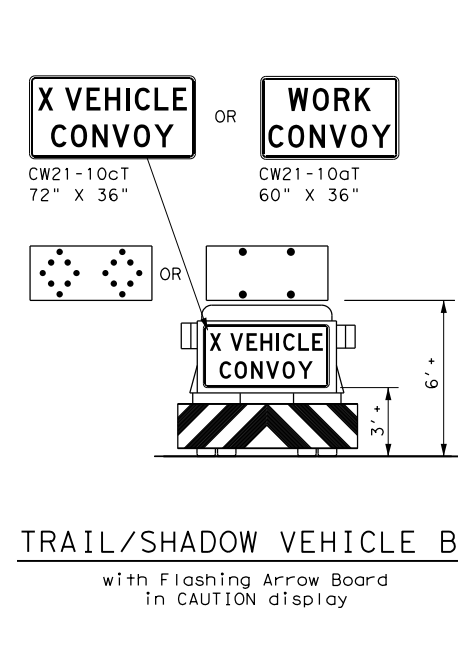 X VEHICLE
CONVOY
OR
WORK
CONVOY
CW21-10cT
72" X 36"
CW21-10aT
60" X 36"
OR
X VEHICLE
CONVOY
6' +
3' +
TRAIL/SHADOW VEHICLE B
with Flashing Arrow Board
in CAUTION display